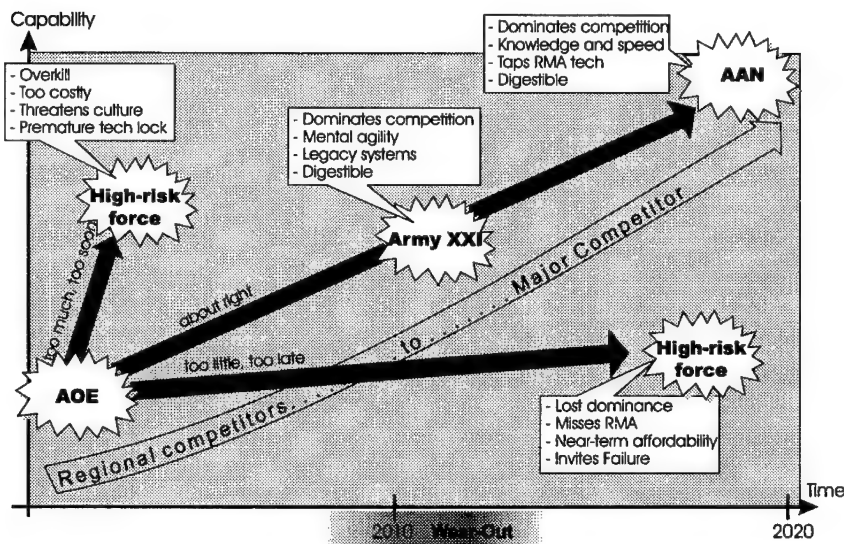 Capability
- Overkill
- Too costly
- Threatens culture
- Premature tech lock
- Dominates competition
- Knowledge and speed
- Taps RMA tech
- Digestible
AAN
- Dominates competition
- Mental agility
- Legacy systems
- Digestible
High-risk
force
Army XXI
too much, too soon
about right
too little, too late
AOE
Regional competitors. . . . . to. . . . . . Major Competitor
High-risk
force
- Lost dominance
- Misses RMA
- Near-term affordability
- Invites Failure
Time
2010
Wear-Out
2020